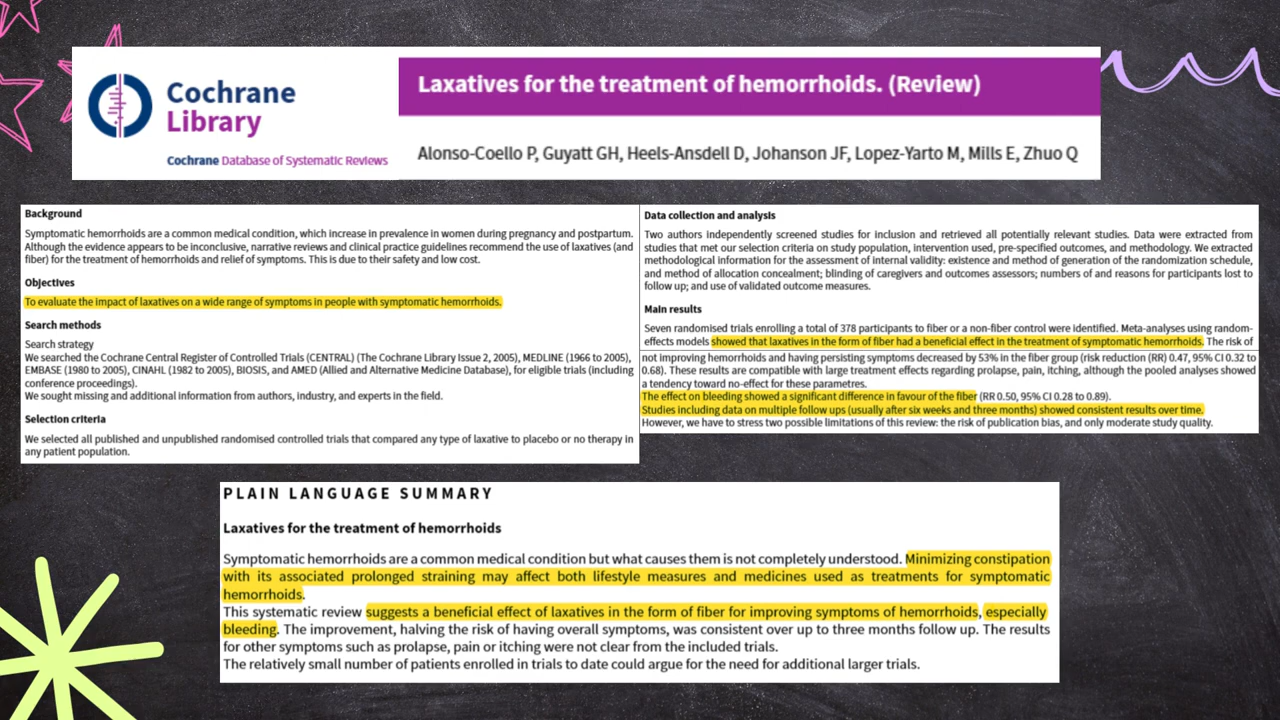 Cochrane
Library
Cochrane Database of Systematic Reviews
Laxatives for the treatment of hemorrhoids. (Review)
Alonso-Coello P, Guyatt GH, Heels-Ansdell D, Johanson JF, Lopez-Yarto M, Mills E, Zhuo Q
Background
Symptomatic hemorrhoids are a common medical condition, which increase in prevalence in women during pregnancy and postpartum.
Although the evidence appears to be inconclusive, narrative reviews and clinical practice guidelines recommend the use of laxatives (and
fiber) for the treatment of hemorrhoids and relief of symptoms. This is due to their safety and low cost.
Objectives
To evaluate the impact of laxatives on a wide range of symptoms in people with symptomatic hemorrhoids.
Search methods
Search strategy
We searched the Cochrane Central Register of Controlled Trials (CENTRAL) (The Cochrane Library Issue 2, 2005), MEDLINE (1966 to 2005),
EMBASE (1980 to 2005), CINAHL (1982 to 2005), BIOSIS, and AMED (Allied and Alternative Medicine Database), for eligible trials (including
conference proceedings).
We sought missing and additional information from authors, industry, and experts in the field.
Selection criteria
We selected all published and unpublished randomised controlled trials that compared any type of laxative to placebo or no therapy in
any patient population.
Data collection and analysis
Two authors independently screened studies for inclusion and retrieved all potentially relevant studies. Data were extracted from
studies that met our selection criteria on study population, intervention used, pre-specified outcomes, and methodology. We extracted
methodological information for the assessment of internal validity: existence and method of generation of the randomization schedule,
and method of allocation concealment; blinding of caregivers and outcomes assessors; numbers of and reasons for participants lost to
follow up; and use of validated outcome measures.
Main results
Seven randomised trials enrolling a total of 378 participants to fiber or a non-fiber control were identified. Meta-analyses using random-
effects models showed that laxatives in the form of fiber had a beneficial effect in the treatment of symptomatic hemorrhoids. The risk of
not improving hemorrhoids and having persisting symptoms decreased by 53% in the fiber group (risk reduction (RR) 0.47, 95% CI 0.32 to
0.68). These results are compatible with large treatment effects regarding prolapse, pain, itching, although the pooled analyses showed
a tendency toward no-effect for these parametres.
The effect on bleeding showed a significant difference in favour of the fiber (RR 0.50, 95% CI 0.28 to 0.89).
Studies including data on multiple follow ups (usually after six weeks and three months) showed consistent results over time.
However, we have to stress two possible limitations of this review: the risk of publication bias, and only moderate study quality.
PLAIN LANGUAGE SUMMARY
Laxatives for the treatment of hemorrhoids
Symptomatic hemorrhoids are a common medical condition but what causes them is not completely understood. Minimizing constipation
with its associated prolonged straining may affect both lifestyle measures and medicines used as treatments for symptomatic
hemorrhoids.
This systematic review suggests a beneficial effect of laxatives in the form of fiber for improving symptoms of hemorrhoids, especially
bleeding. The improvement, halving the risk of having overall symptoms, was consistent over up to three months follow up. The results
for other symptoms such as prolapse, pain or itching were not clear from the included trials.
The relatively small number of patients enrolled in trials to date could argue for the need for additional larger trials.